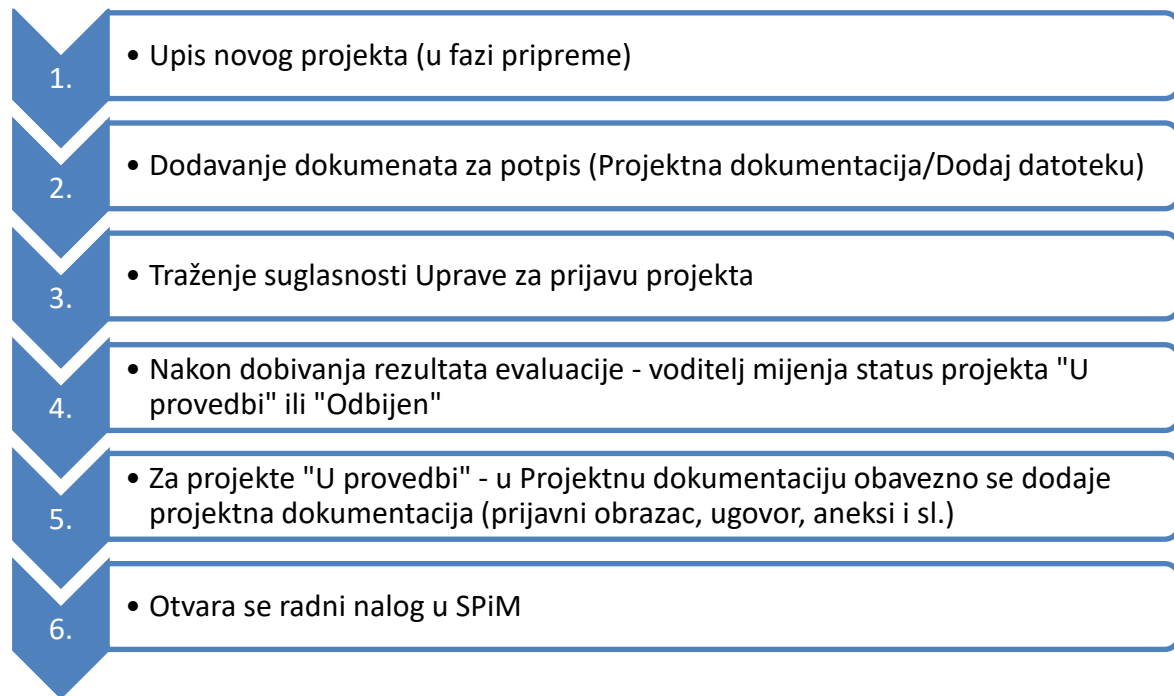 1.
• Upis novog projekta (u fazi pripreme)
2.
• Dodavanje dokumenata za potpis (Projektna dokumentacija/Dodaj datoteku)
3.
• Traženje suglasnosti Uprave za prijavu projekta
4.
• Nakon dobivanja rezultata evaluacije - voditelj mijenja status projekta "U
provedbi" ili "Odbijen"
5.
• Za projekte "U provedbi" - u Projektnu dokumentaciju obavezno se dodaje
projektna dokumentacija (prijavni obrazac, ugovor, aneksi i sl.)
6.
• Otvara se radni nalog u SPiM